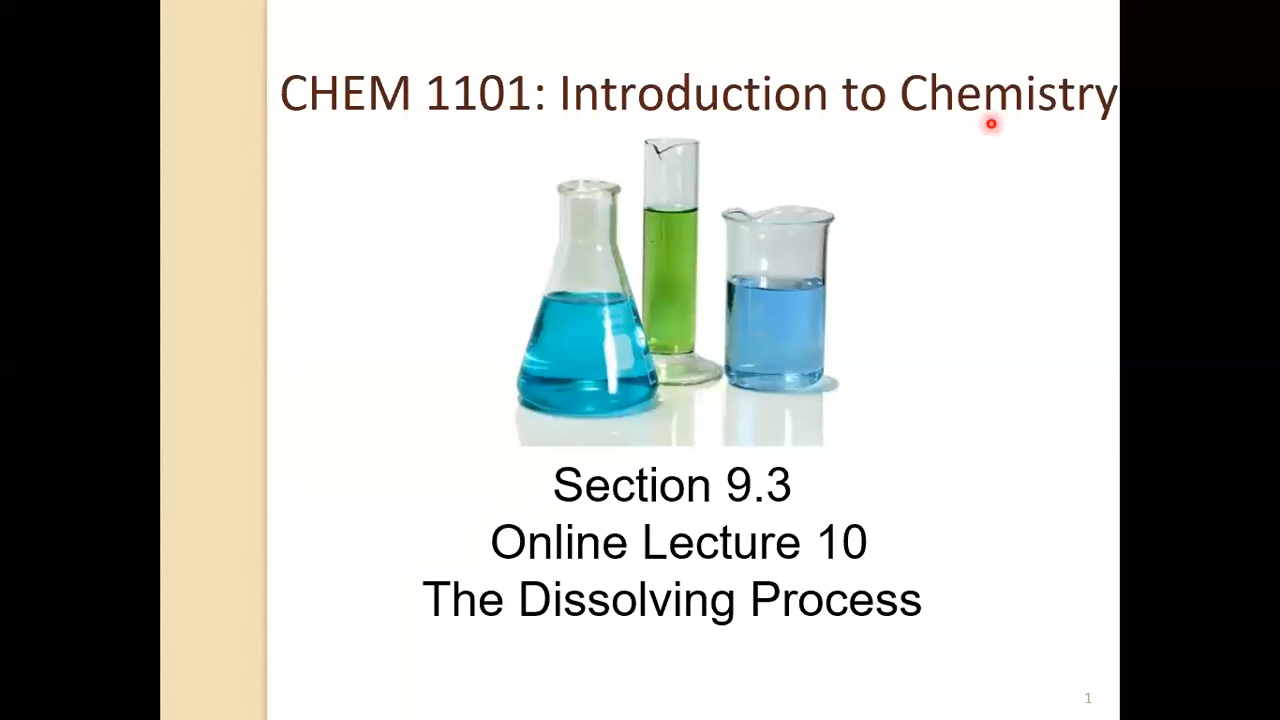 CHEM 1101: Introduction to Chemistry
Section 9.3
Online Lecture 10
The Dissolving Process
1